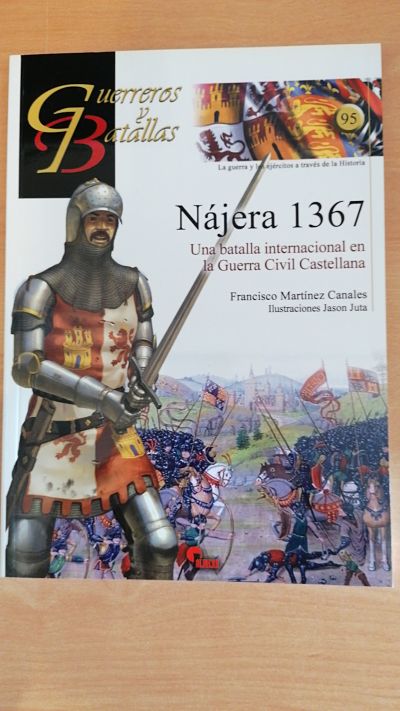 Guerreros
y
Batallas
95
La guerra y los ejércitos a través de la Historia
Nájera 1367
Una batalla internacional en
la Guerra Civil Castellana
Francisco Martínez Canales
Ilustraciones Jason Juta